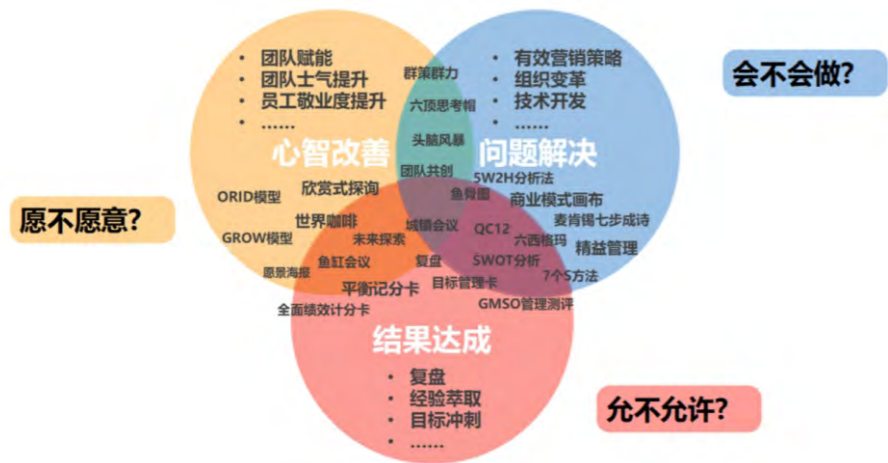 • 团队赋能
• 团队士气提升
• 员工敬业度提升
• ……
心智改善
群策群力
六顶思考帽
头脑风暴
团队共创
• 有效营销策略
• 组织变革
• 技术开发
• ……
问题解决
会不会做？
愿不愿意？
ORID模型
欣赏式探询
世界咖啡
GROW模型
未来探索
愿景海报
鱼缸会议
平衡记分卡
全面绩效计分卡
5W2H分析法
鱼骨图
商业模式画布
麦肯锡七步成诗
城镇会议
QC12
六西格玛
精益管理
复盘
SWOT分析
7个S方法
目标管理卡
GMSO管理测评
结果达成
• 复盘
• 经验萃取
• 目标冲刺
• ……
允不允许？